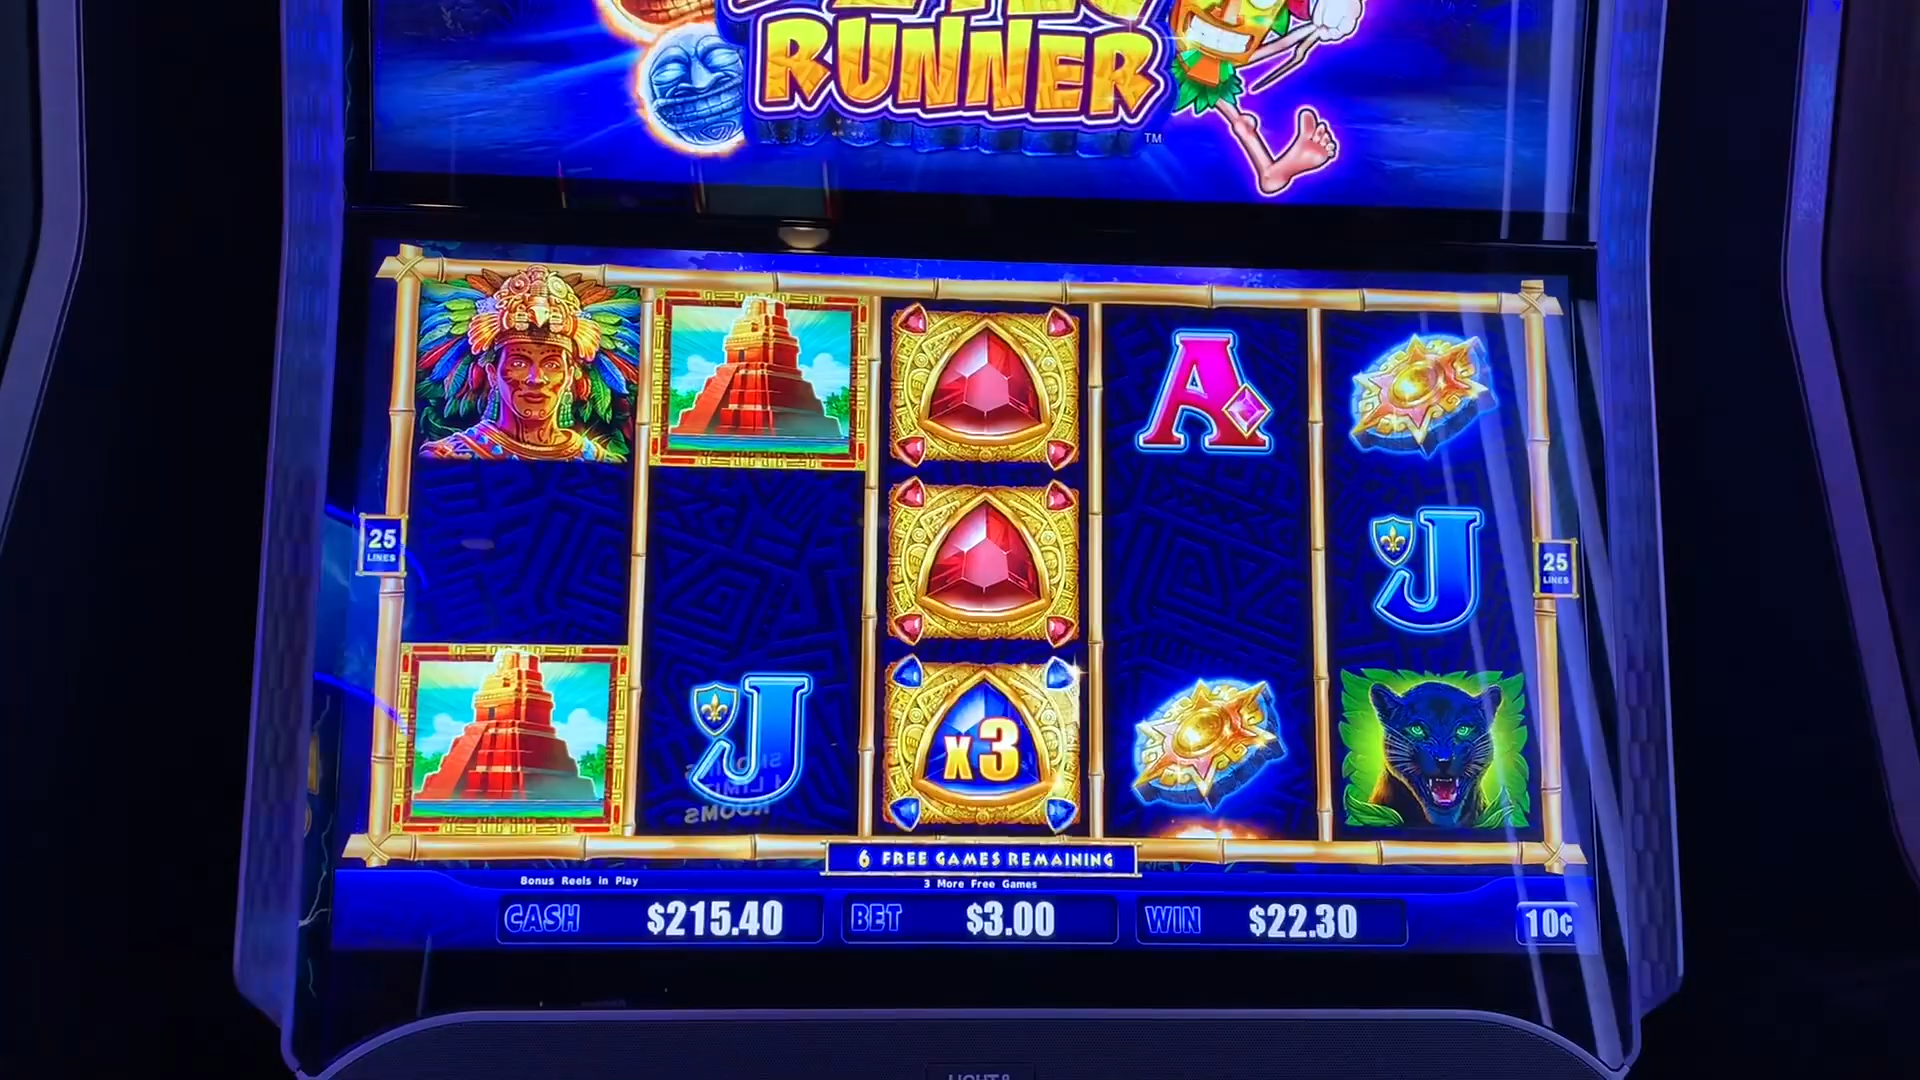 RUNNER
TM
A
25
LINES
J
25
LINES
J
x3
6 FREE GAMES REMAINING
Bonus Reels in Play
3 More Free Games
CASH $215.40
BET $3.00
WIN $22.30
10¢